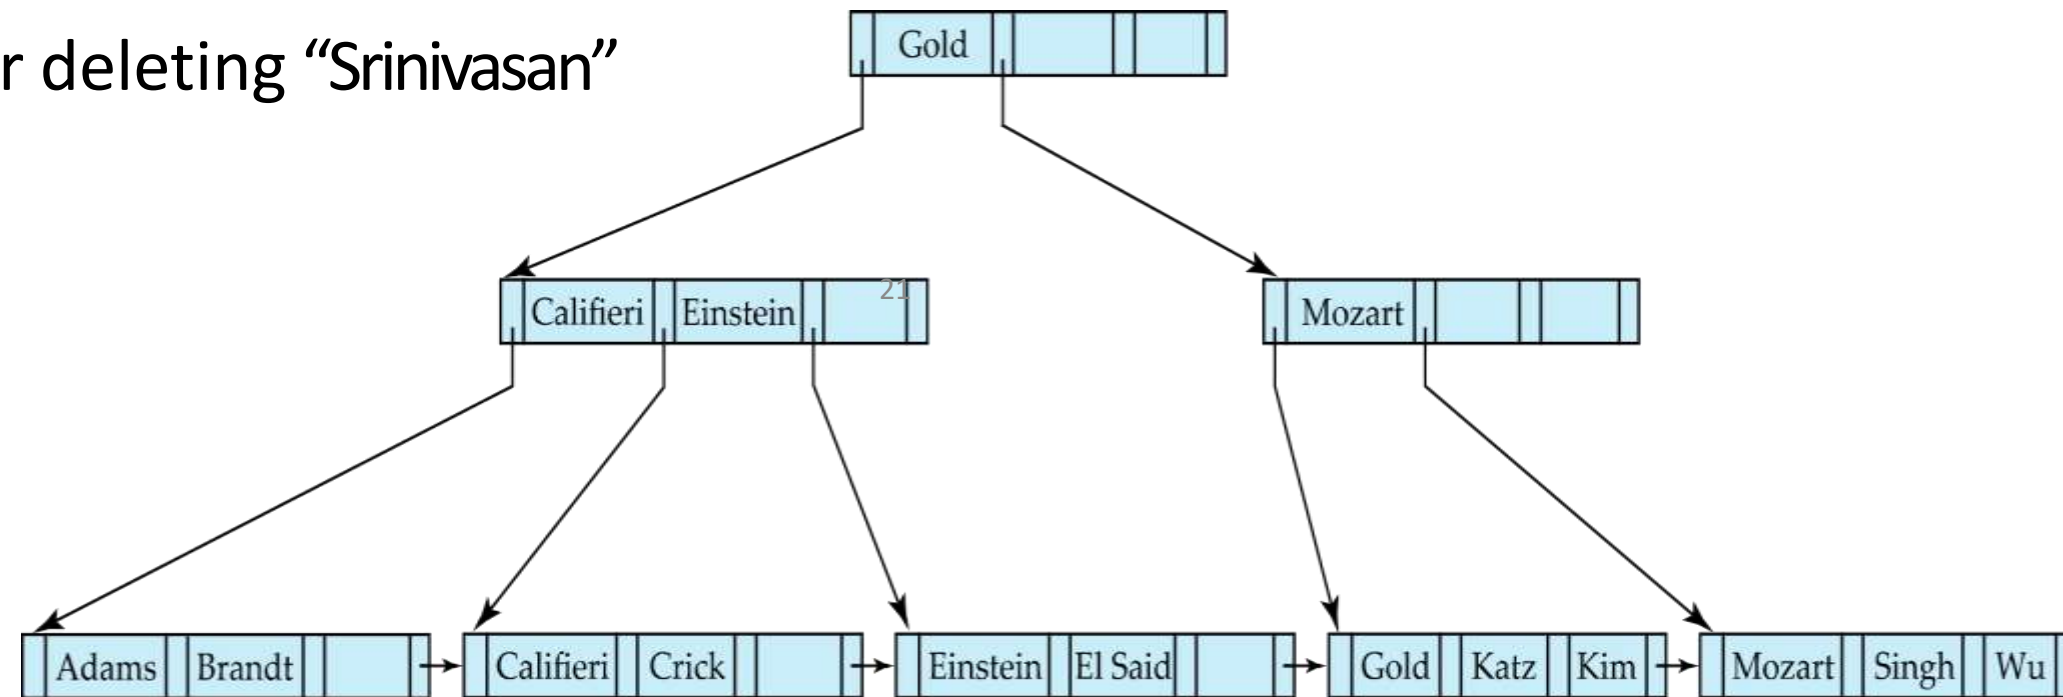 r deleting “Srinivasan”
Gold
Califieri Einstein
21
Mozart
Adams Brandt
Califieri Crick
Einstein El Said
Gold Katz Kim
Mozart Singh Wu